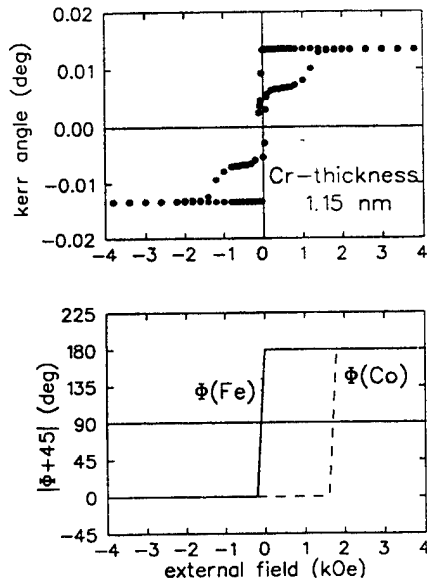 0.02
0.01
0.00
−0.01
−0.02
kerr angle (deg)
Cr−thickness
1.15 nm
−4 −3 −2 −1 0 1 2 3 4
225
180
135
90
45
0
−45
|Φ+45| (deg)
Φ(Fe)
Φ(Co)
−4 −3 −2 −1 0 1 2 3 4
external field (kOe)